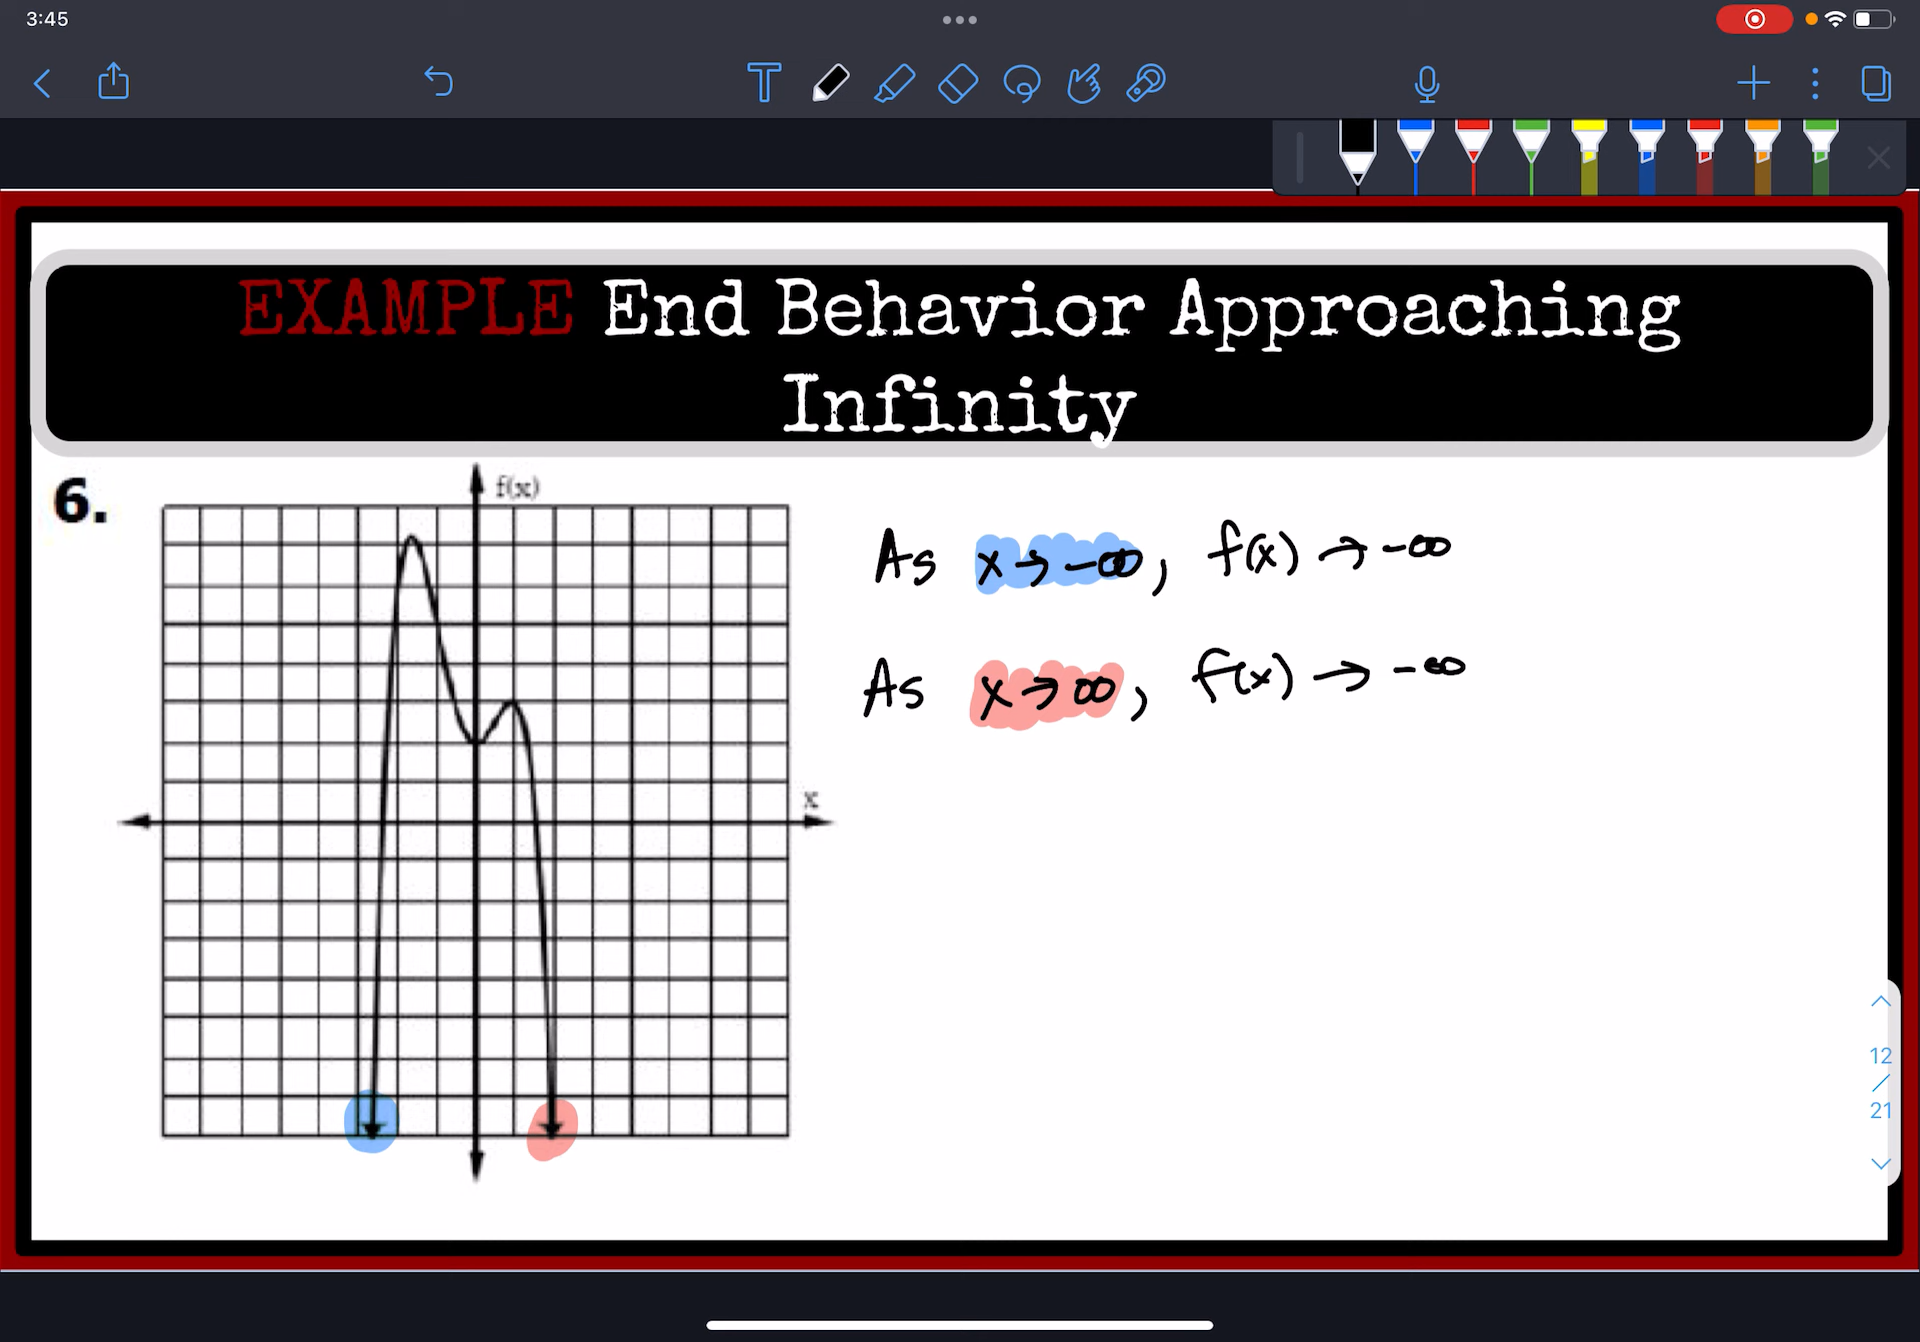 3:45
EXAMPLE End Behavior Approaching
Infinity
6.
f(x)
x
As x→-∞, f(x)→-∞
As x→∞, f(x)→-∞
12
/
21